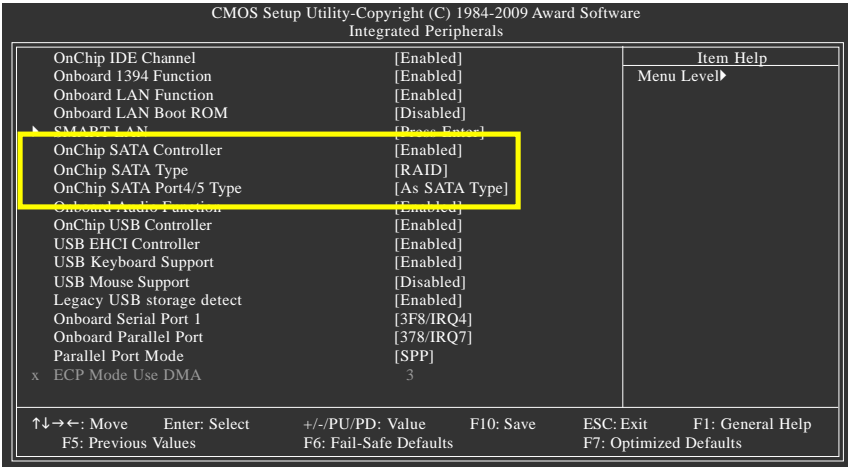 CMOS Setup Utility-Copyright (C) 1984-2009 Award Software
Integrated Peripherals
OnChip IDE Channel [Enabled] Item Help
Onboard 1394 Function [Enabled] Menu Level▶
Onboard LAN Function [Enabled]
Onboard LAN Boot ROM [Disabled]
▶ SMART LAN [Press Enter]
OnChip SATA Controller [Enabled]
OnChip SATA Type [RAID]
OnChip SATA Port4/5 Type [As SATA Type]
Onboard Audio Function [Enabled]
OnChip USB Controller [Enabled]
USB EHCI Controller [Enabled]
USB Keyboard Support [Enabled]
USB Mouse Support [Disabled]
Legacy USB storage detect [Enabled]
Onboard Serial Port 1 [3F8/IRQ4]
Onboard Parallel Port [378/IRQ7]
Parallel Port Mode [SPP]
x ECP Mode Use DMA 3
↑↓→←: Move Enter: Select +/-/PU/PD: Value F10: Save ESC: Exit F1: General Help
F5: Previous Values F6: Fail-Safe Defaults F7: Optimized Defaults